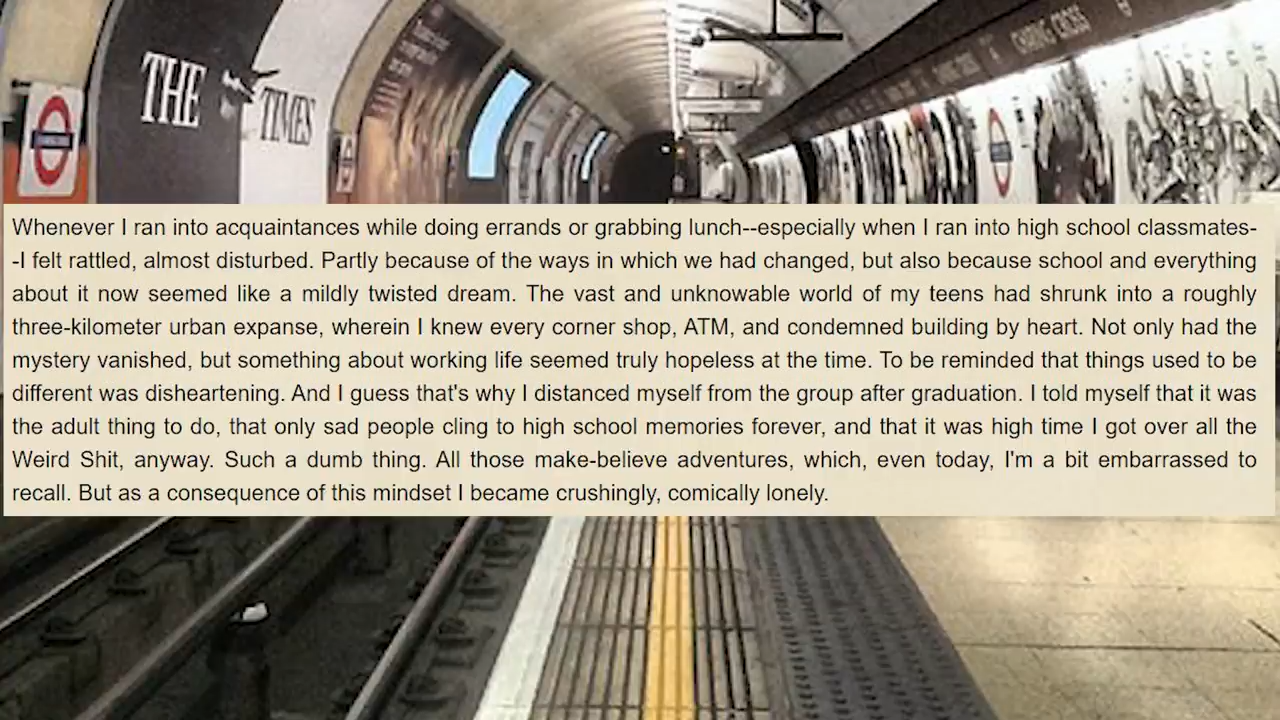 THE TIMES
CHARING CROSS
Whenever I ran into acquaintances while doing errands or grabbing lunch--especially when I ran into high school classmates-
-I felt rattled, almost disturbed. Partly because of the ways in which we had changed, but also because school and everything
about it now seemed like a mildly twisted dream. The vast and unknowable world of my teens had shrunk into a roughly
three-kilometer urban expanse, wherein I knew every corner shop, ATM, and condemned building by heart. Not only had the
mystery vanished, but something about working life seemed truly hopeless at the time. To be reminded that things used to be
different was disheartening. And I guess that's why I distanced myself from the group after graduation. I told myself that it was
the adult thing to do, that only sad people cling to high school memories forever, and that it was high time I got over all the
Weird Shit, anyway. Such a dumb thing. All those make-believe adventures, which, even today, I'm a bit embarrassed to
recall. But as a consequence of this mindset I became crushingly, comically lonely.